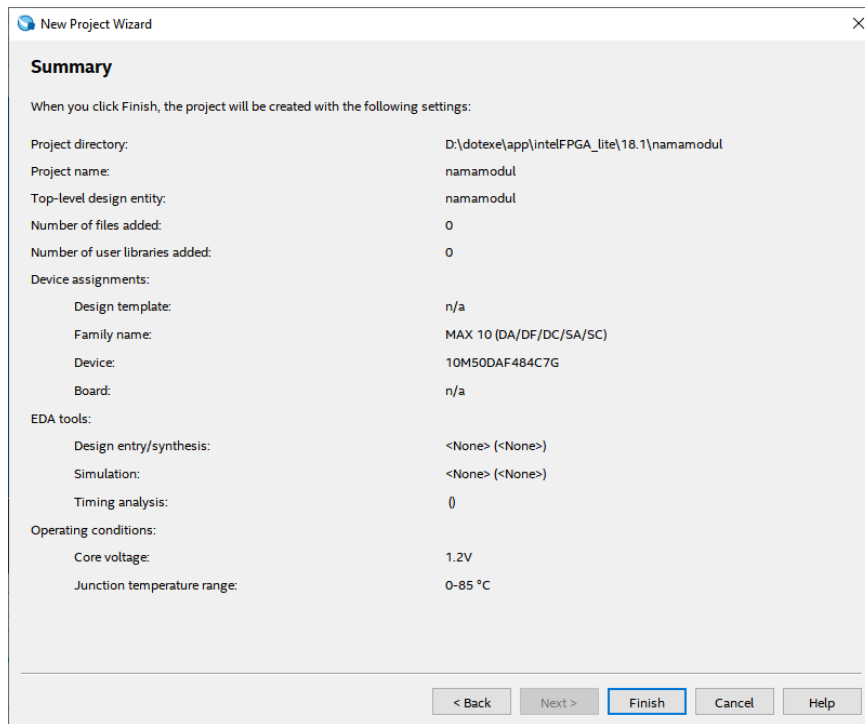 New Project Wizard
Summary
When you click Finish, the project will be created with the following settings:
Project directory: D:\dotexe\app\intelFPGA_lite\18.1\namamodul
Project name: namamodul
Top-level design entity: namamodul
Number of files added: 0
Number of user libraries added: 0
Device assignments:
Design template: n/a
Family name: MAX 10 (DA/DF/DC/SA/SC)
Device: 10M50DAF484C7G
Board: n/a
EDA tools:
Design entry/synthesis: <None> (<None>)
Simulation: <None> (<None>)
Timing analysis: ()
Operating conditions:
Core voltage: 1.2V
Junction temperature range: 0-85 °C
< Back Next > Finish Cancel Help